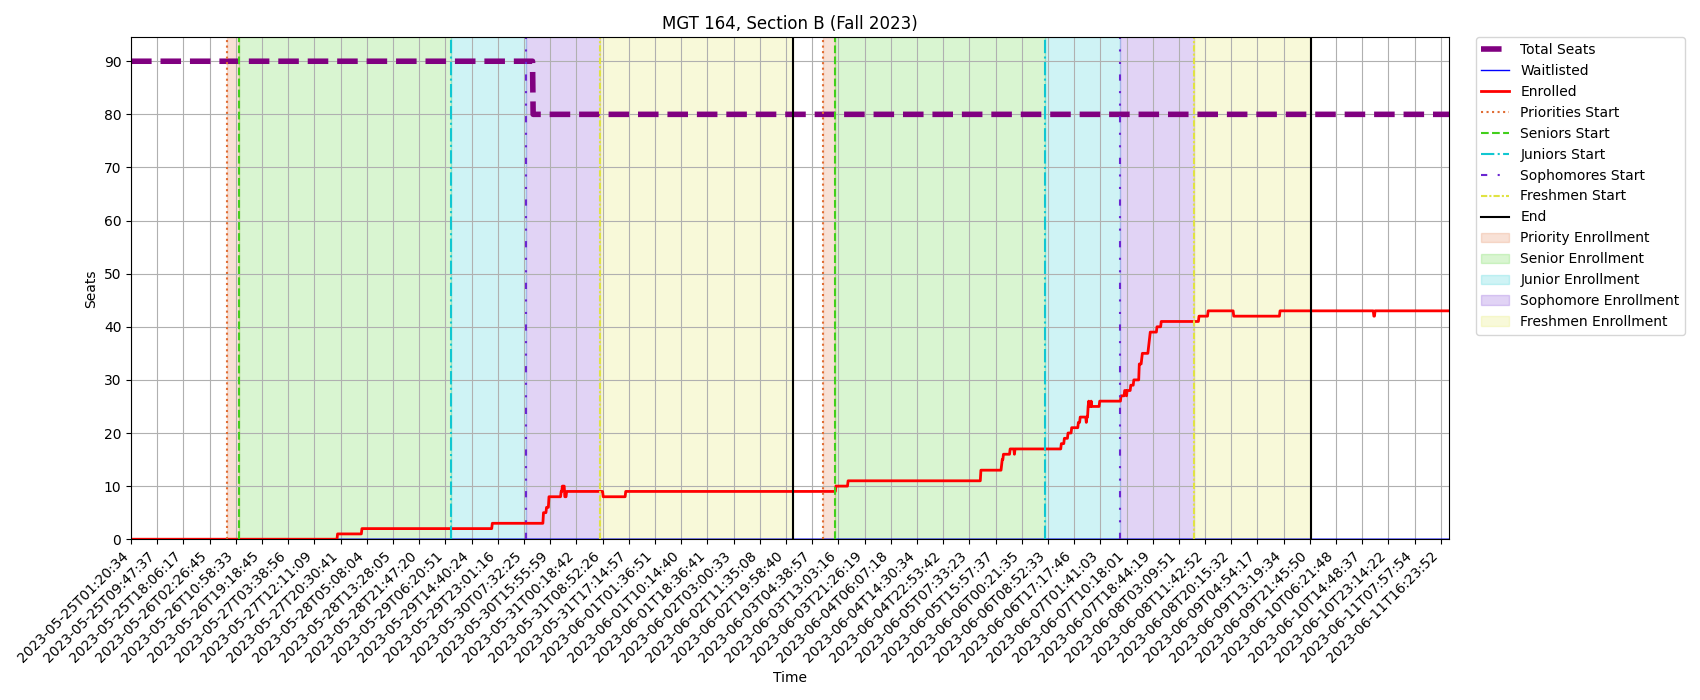 MGT 164, Section B (Fall 2023)
Total Seats
Waitlisted
Enrolled
Priorities Start
Seniors Start
Juniors Start
Sophomores Start
Freshmen Start
End
Priority Enrollment
Senior Enrollment
Junior Enrollment
Sophomore Enrollment
Freshmen Enrollment
Seats
90
80
70
60
50
40
30
20
10
0
2023-05-25T01:20:34
2023-05-25T09:47:37
2023-05-25T18:06:17
2023-05-26T02:26:45
2023-05-26T10:58:33
2023-05-26T19:18:45
2023-05-27T03:38:56
2023-05-27T12:11:09
2023-05-27T20:30:41
2023-05-28T05:08:04
2023-05-28T13:28:05
2023-05-28T21:47:20
2023-05-29T06:20:51
2023-05-29T14:40:24
2023-05-29T23:01:16
2023-05-30T07:32:25
2023-05-30T15:55:59
2023-05-31T00:18:42
2023-05-31T08:52:26
2023-05-31T17:14:57
2023-06-01T01:36:51
2023-06-01T10:14:40
2023-06-01T18:36:41
2023-06-02T03:00:33
2023-06-02T11:35:08
2023-06-02T19:58:40
2023-06-03T04:38:57
2023-06-03T13:03:16
2023-06-03T21:26:19
2023-06-04T06:07:18
2023-06-04T14:30:34
2023-06-04T22:53:42
2023-06-05T07:33:23
2023-06-05T15:57:37
2023-06-06T00:21:35
2023-06-06T08:52:33
2023-06-06T17:17:46
2023-06-07T01:41:03
2023-06-07T10:18:01
2023-06-07T18:44:19
2023-06-08T03:09:51
2023-06-08T11:42:52
2023-06-08T20:15:32
2023-06-09T04:54:17
2023-06-09T13:19:34
2023-06-09T21:45:50
2023-06-10T06:21:48
2023-06-10T14:48:37
2023-06-10T23:14:22
2023-06-11T07:57:54
2023-06-11T16:23:52
Time